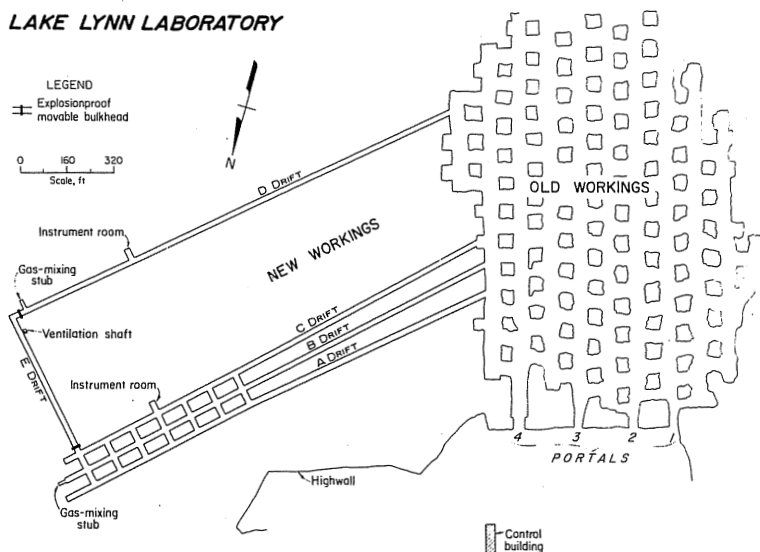 LAKE LYNN LABORATORY
LEGEND
Explosionproof
movable bulkhead
0 160 320
Scale, ft
N
D DRIFT
OLD WORKINGS
Instrument room
NEW WORKINGS
Gas-mixing
stub
C DRIFT
Ventilation shaft
B DRIFT
A DRIFT
E DRIFT
Instrument room
4 3 2 1
PORTALS
Highwall
Gas-mixing
stub
Control
building